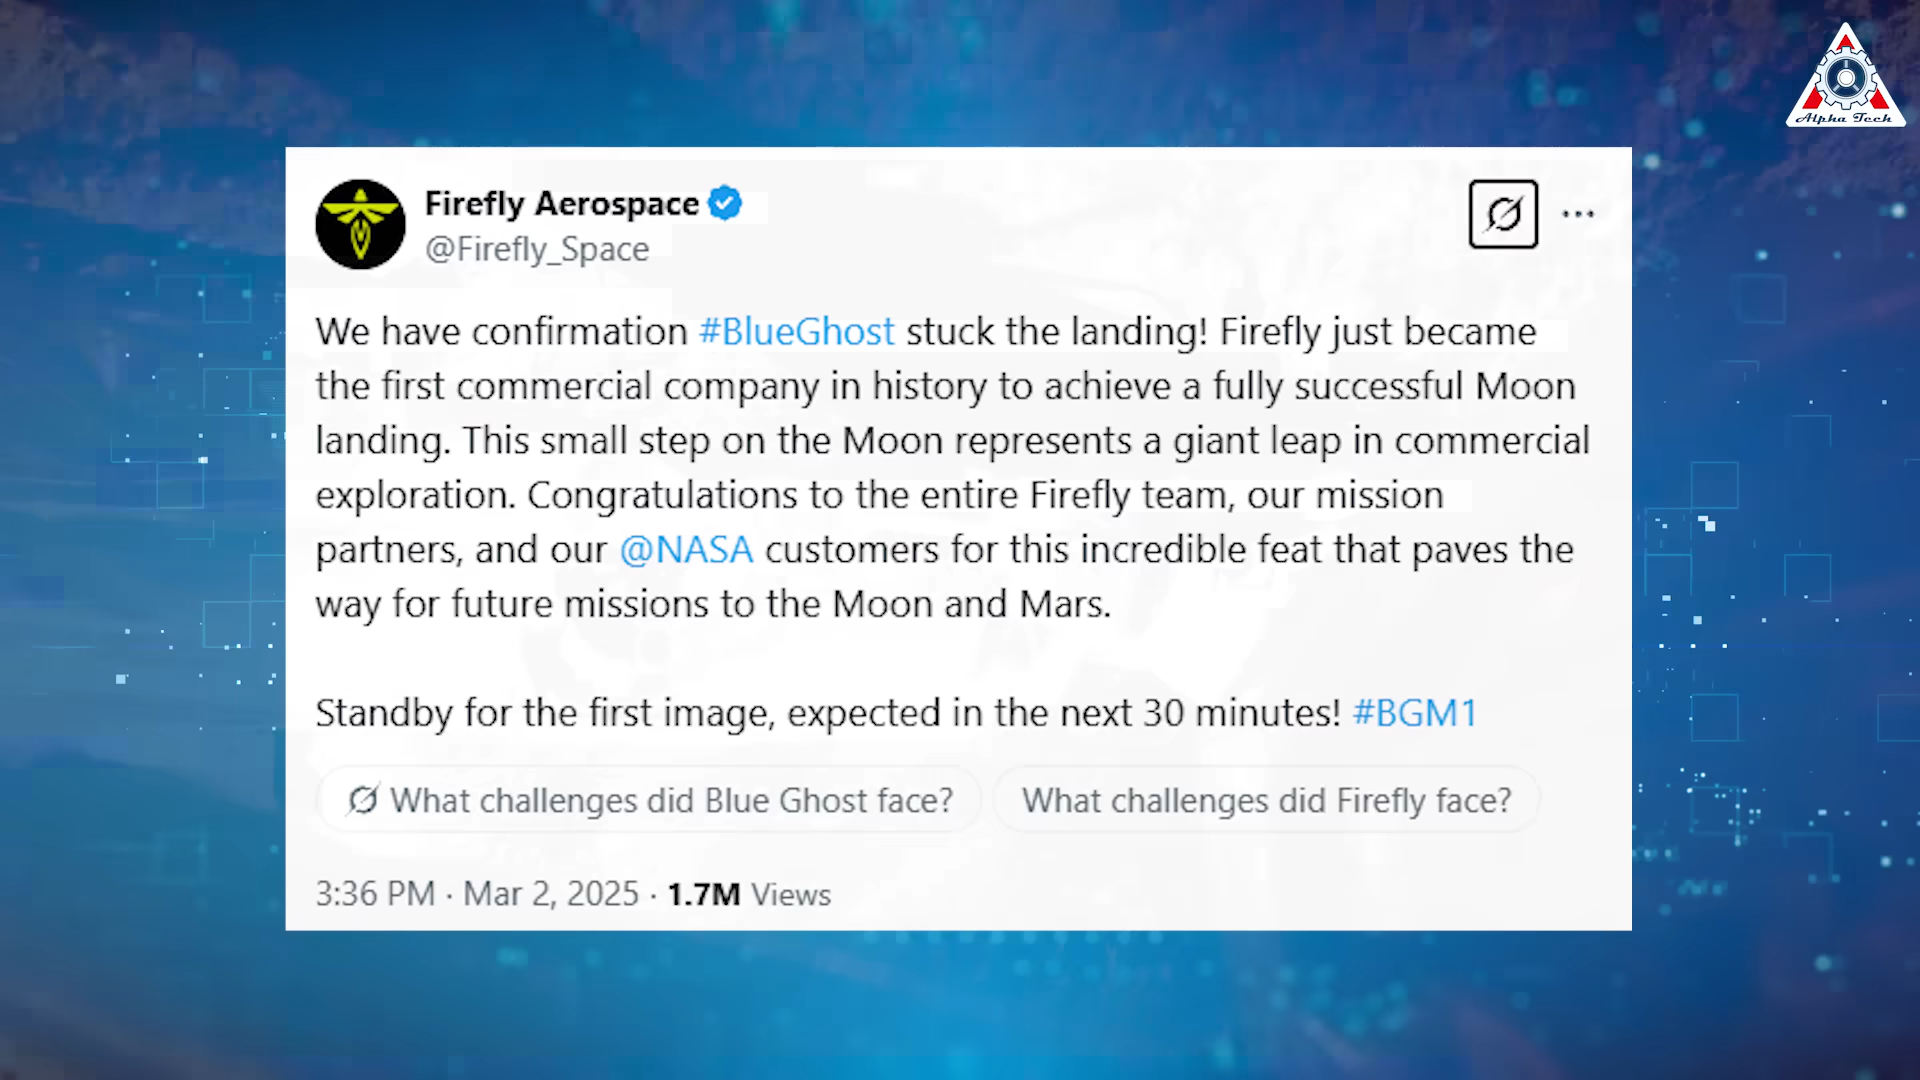 Alpha Tech
Firefly Aerospace
@Firefly_Space
We have confirmation #BlueGhost stuck the landing! Firefly just became
the first commercial company in history to achieve a fully successful Moon
landing. This small step on the Moon represents a giant leap in commercial
exploration. Congratulations to the entire Firefly team, our mission
partners, and our @NASA customers for this incredible feat that paves the
way for future missions to the Moon and Mars.
Standby for the first image, expected in the next 30 minutes! #BGM1
What challenges did Blue Ghost face? What challenges did Firefly face?
3:36 PM · Mar 2, 2025 · 1.7M Views